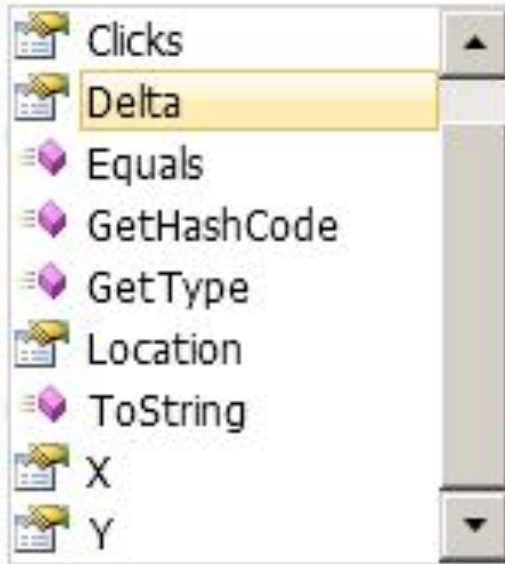 Clicks
Delta
Equals
GetHashCode
GetType
Location
ToString
X
Y